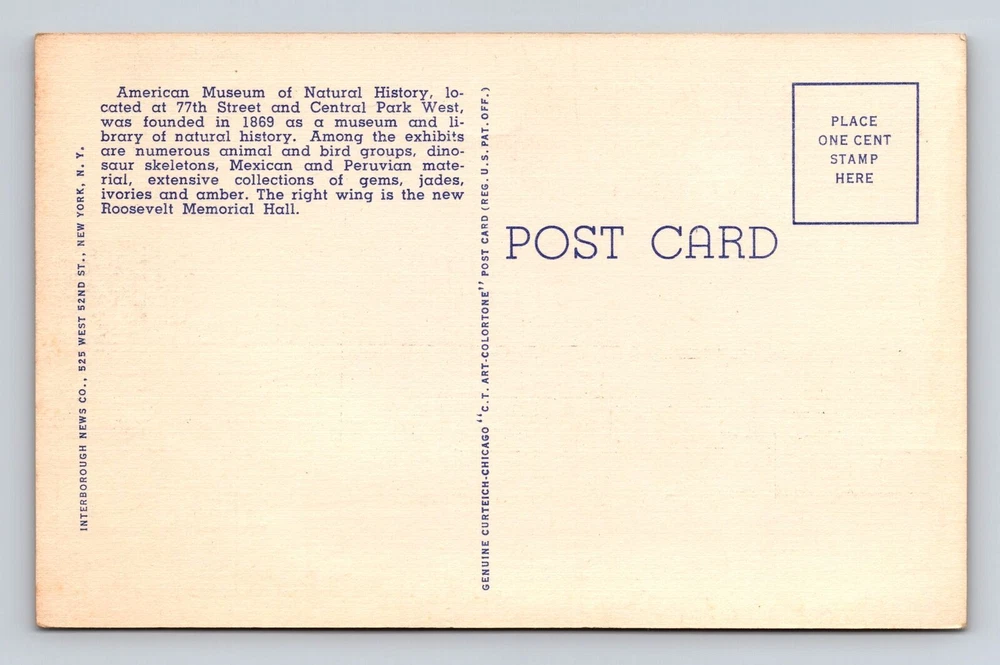 American Museum of Natural History, lo-
cated at 77th Street and Central Park West,
was founded in 1869 as a museum and li-
brary of natural history. Among the exhibits
are numerous animal and bird groups, dino-
saur skeletons, Mexican and Peruvian mate-
rial, extensive collections of gems, jades,
ivories and amber. The right wing is the new
Roosevelt Memorial Hall.
INTERBOROUGH NEWS CO., 525 WEST 52ND ST., NEW YORK, N. Y.
GENUINE CURTEICH-CHICAGO "C.T. ART-COLORTONE" POST CARD (REG. U.S. PAT. OFF.)
POST CARD
PLACE
ONE CENT
STAMP
HERE